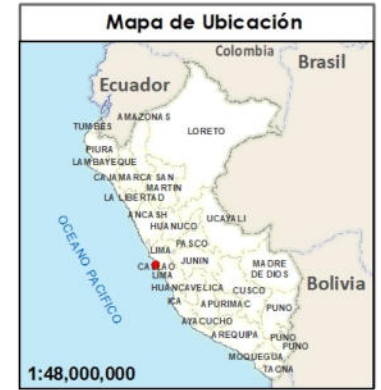 Mapa de Ubicación
Colombia
Brasil
Ecuador
AMAZONAS
TUMBES
LORETO
PIURA
LAMBAYEQUE
CAJAMARCA SAN
MARTIN
LA LIBERTAD
ANCASH
UCAYALI
HUANUCO
PASCO
LIMA
JUNIN
CALLAO
LIMA
MADRE
DE DIOS
HUANCAVELICA
CUSCO
Bolivia
ICA
APURIMAC
PUNO
AYACUCHO
AREQUIPA
PUNO
PUNO
MOQUEGUA
TACNA
OCEANO PACIFICO
1:48,000,000